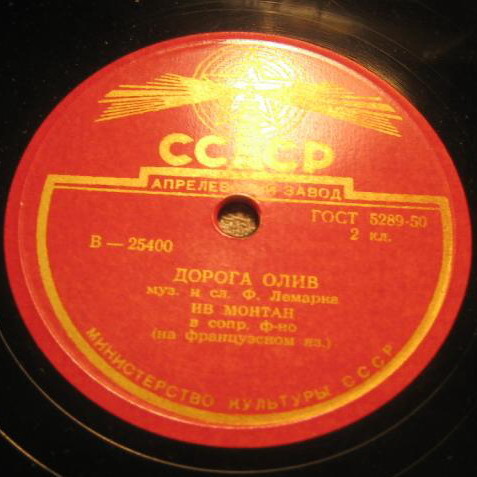 СССР
АПРЕЛЕВСКИЙ ЗАВОД
ГОСТ 5289-50
В — 25400
2 кл.
ДОРОГА ОЛИВ
муз. и сл. Ф. Лемарка
ИВ МОНТАН
в сопр. ф-но
(на французском яз.)
МИНИСТЕРСТВО КУЛЬТУРЫ СССР